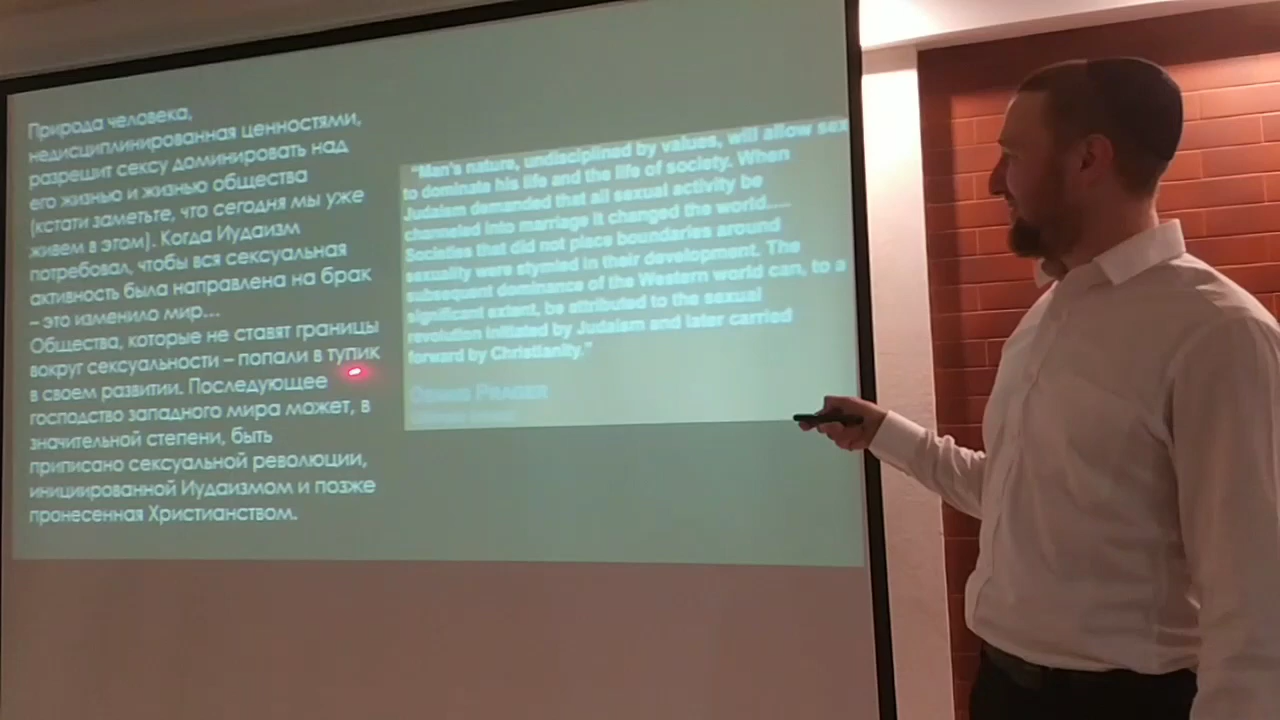 Природа человека,
недисциплинированная ценностями,
разрешит сексу доминировать над
его жизнью и жизнью общества
(кстати заметьте, что сегодня мы уже
живем в этом). Когда Иудаизм
потребовал, чтобы вся сексуальная
активность была направлена на брак
– это изменило мир...
Общества, которые не ставят границы
вокруг сексуальности – попали в тупик
в своем развитии. Последующее
господство западного мира может, в
значительной степени, быть
приписано сексуальной революции,
инициированной Иудаизмом и позже
пронесенная Христианством.
"Man's nature, undisciplined by values, will allow sex
to dominate his life and the life of society. When
Judaism demanded that all sexual activity be
channeled into marriage it changed the world....
Societies that did not place boundaries around
sexuality were stymied in their development. The
subsequent dominance of the Western world can, to a
significant extent, be attributed to the sexual
revolution initiated by Judaism and later carried
forward by Christianity."